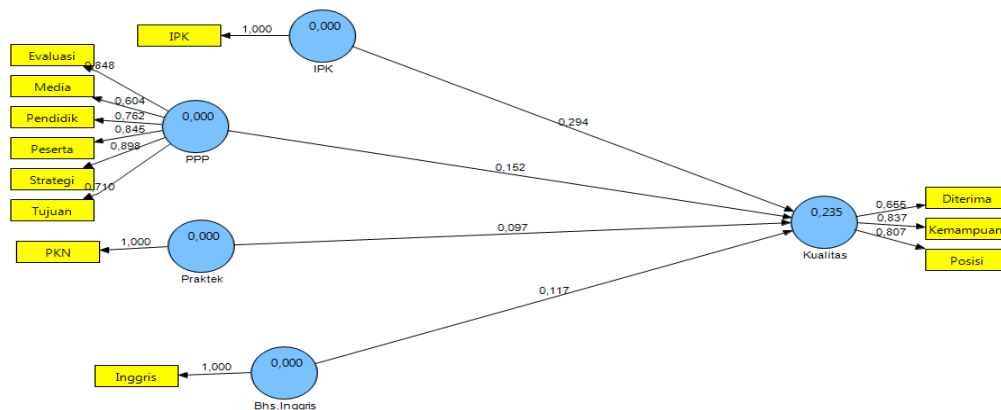 IPK
1,000
0,000
IPK
Evaluasi
0,848
Media
0,604
Pendidik
0,762
Peserta
0,845
Strategi
0,898
Tujuan
0,710
0,000
PPP
0,294
0,152
PKN
1,000
0,000
Praktek
0,097
0,117
Inggris
1,000
0,000
Bhs.Inggris
0,235
Kualitas
0,655
Diterima
0,837
Kemampuan
0,807
Posisi